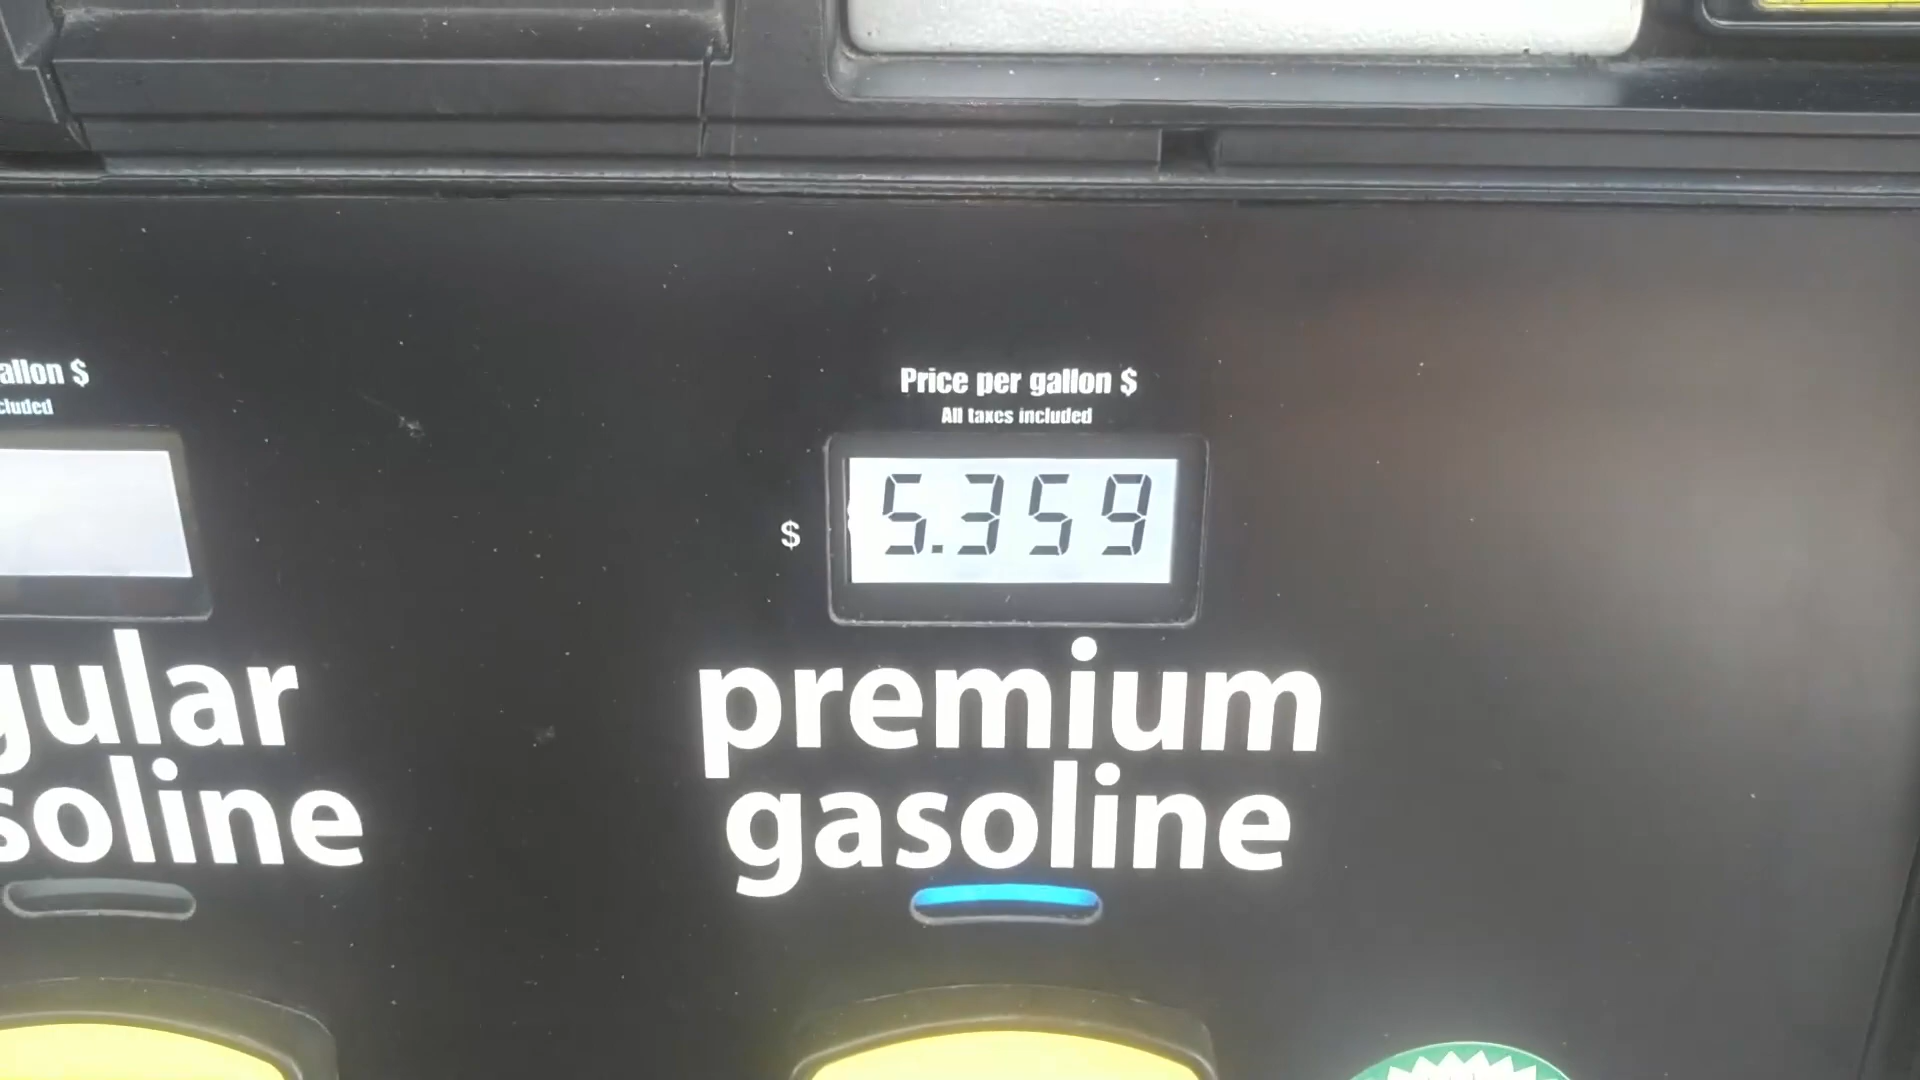 allon $
cluded
Price per gallon $
All taxes included
$ 5.359
gular
soline
premium
gasoline